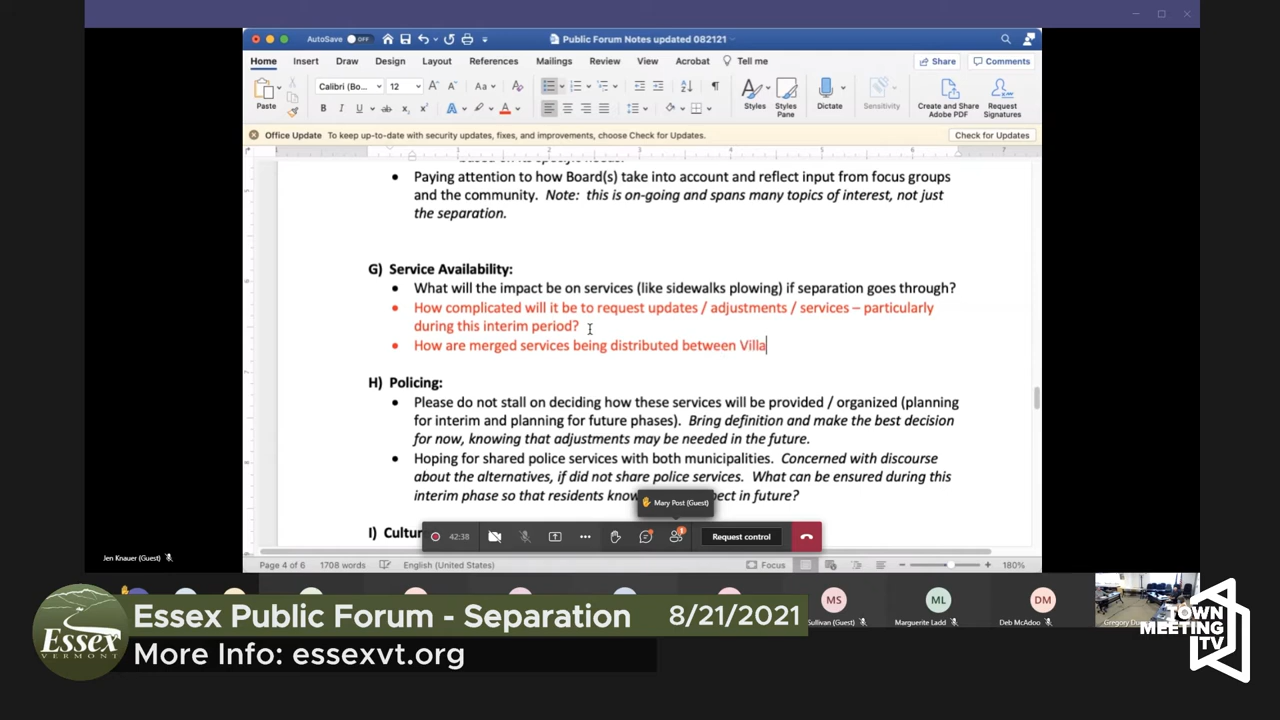 AutoSave OFF
Public Forum Notes updated 082121
Home Insert Draw Design Layout References Mailings Review View Acrobat Tell me Share Comments
Paste
Calibri (Bo... 12
Aa
Styles
Styles Pane
Dictate
Sensitivity
Create and Share Adobe PDF
Request Signatures
Office Update To keep up-to-date with security updates, fixes, and improvements, choose Check for Updates. Check for Updates
based on its specific needs.
• Paying attention to how Board(s) take into account and reflect input from focus groups
and the community. Note: this is on-going and spans many topics of interest, not just
the separation.
G) Service Availability:
• What will the impact be on services (like sidewalks plowing) if separation goes through?
• How complicated will it be to request updates / adjustments / services – particularly
during this interim period?
• How are merged services being distributed between Villa
H) Policing:
• Please do not stall on deciding how these services will be provided / organized (planning
for interim and planning for future phases). Bring definition and make the best decision
for now, knowing that adjustments may be needed in the future.
• Hoping for shared police services with both municipalities. Concerned with discourse
about the alternatives, if did not share police services. What can be ensured during this
interim phase so that residents know
pect in future?
Mary Post (Guest)
I) Cultur
42:38
Request control
Jen Knauer (Guest)
Page 4 of 6 1708 words English (United States) Focus 180%
MS
ML
DM
Sullivan (Guest)
Marguerite Ladd
Deb McAdoo
Gregory Du
Essex
VERMONT
Essex Public Forum - Separation 8/21/2021
More Info: essexvt.org
TOWN
MEETING
TV